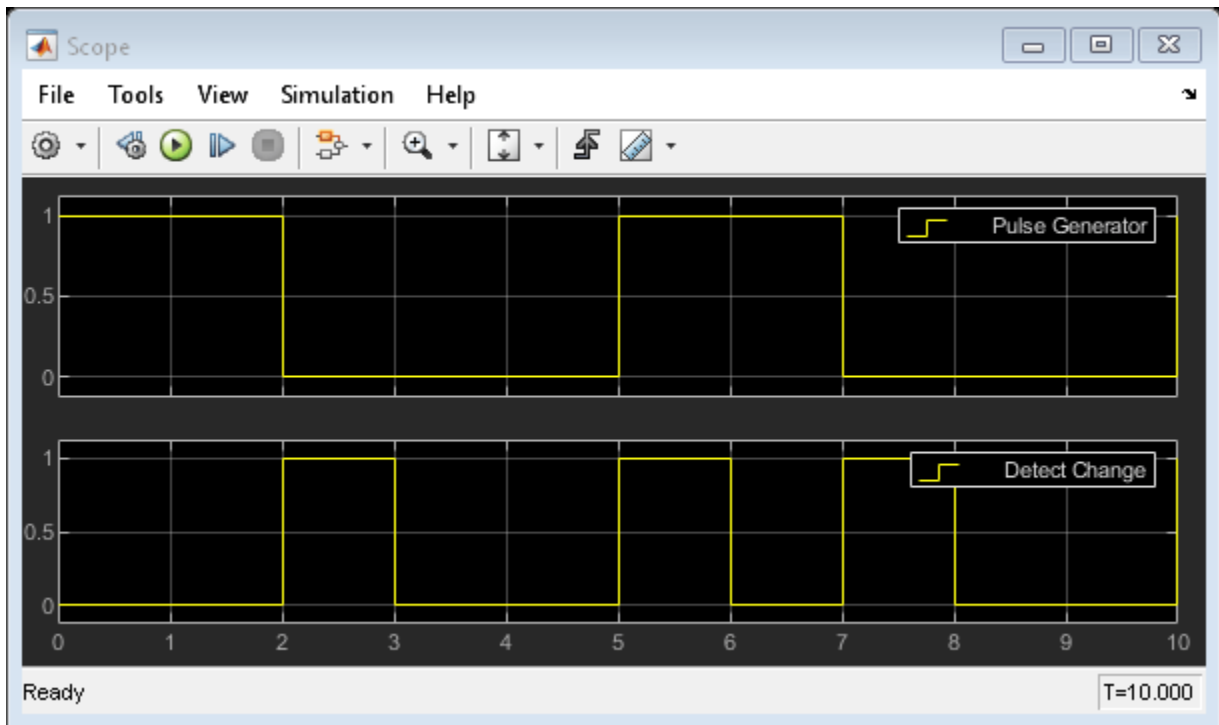 Scope
File Tools View Simulation Help
1
Pulse Generator
0.5
0
1
Detect Change
0.5
0
0 1 2 3 4 5 6 7 8 9 10
Ready T=10.000